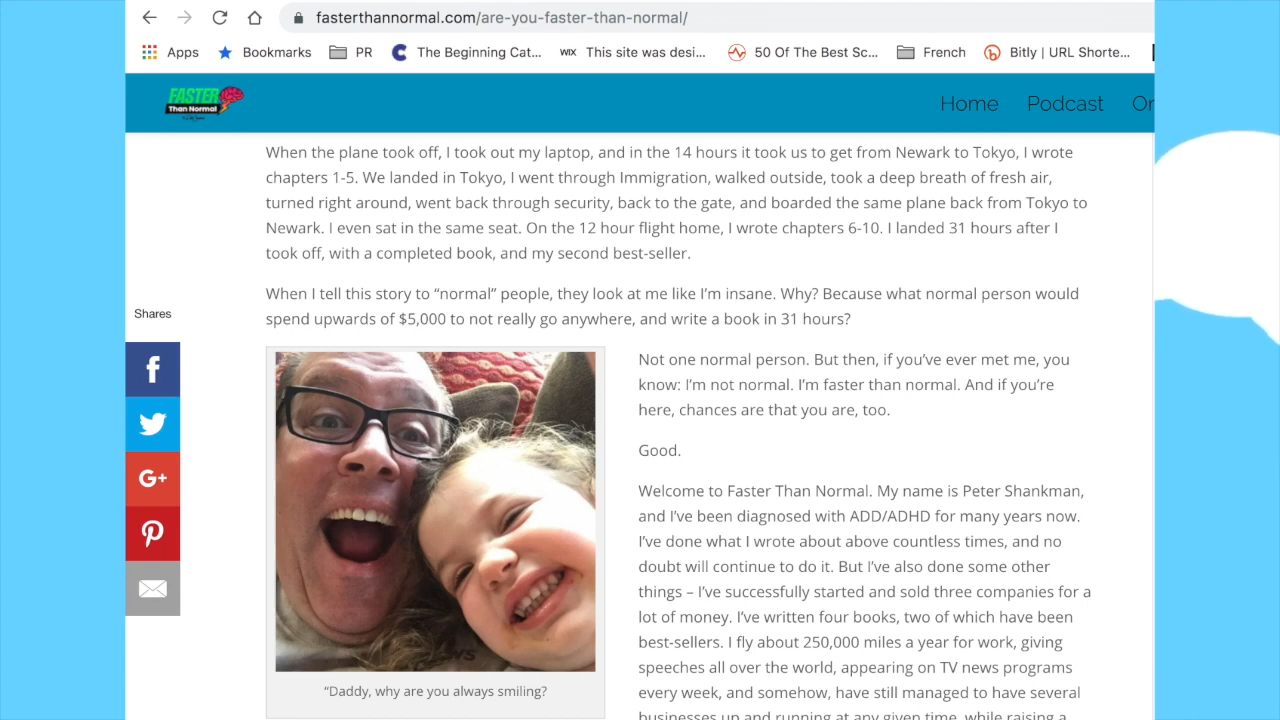 fasterthannormal.com/are-you-faster-than-normal/
Apps
Bookmarks
PR
The Beginning Cat...
WIX
This site was desi...
50 Of The Best Sc...
French
Bitly | URL Shorte...
FASTER
Than Normal
Home
Podcast
Or
When the plane took off, I took out my laptop, and in the 14 hours it took us to get from Newark to Tokyo, I wrote
chapters 1-5. We landed in Tokyo, I went through Immigration, walked outside, took a deep breath of fresh air,
turned right around, went back through security, back to the gate, and boarded the same plane back from Tokyo to
Newark. I even sat in the same seat. On the 12 hour flight home, I wrote chapters 6-10. I landed 31 hours after I
took off, with a completed book, and my second best-seller.
When I tell this story to “normal” people, they look at me like I’m insane. Why? Because what normal person would
spend upwards of $5,000 to not really go anywhere, and write a book in 31 hours?
Shares
f
G+
“Daddy, why are you always smiling?
Not one normal person. But then, if you’ve ever met me, you
know: I’m not normal. I’m faster than normal. And if you’re
here, chances are that you are, too.
Good.
Welcome to Faster Than Normal. My name is Peter Shankman,
and I’ve been diagnosed with ADD/ADHD for many years now.
I’ve done what I wrote about above countless times, and no
doubt will continue to do it. But I’ve also done some other
things – I’ve successfully started and sold three companies for a
lot of money. I’ve written four books, two of which have been
best-sellers. I fly about 250,000 miles a year for work, giving
speeches all over the world, appearing on TV news programs
every week, and somehow, have still managed to have several
businesses up and running at any given time, while raising a